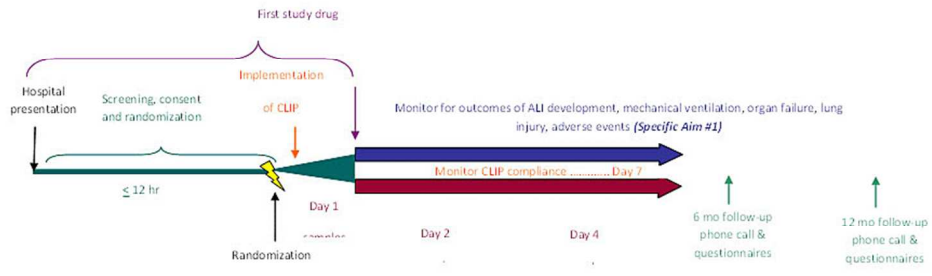 First study drug
Implementation
of CLIP
Hospital
presentation
Screening, consent
and randomization
Monitor for outcomes of ALI development, mechanical ventilation, organ failure, lung
injury, adverse events (Specific Aim #1)
Monitor CLIP compliance ............ Day 7
≤ 12 hr
Day 1
Randomization
Day 2
Day 4
6 mo follow-up
phone call &
questionnaires
12 mo follow-up
phone call &
questionnaires